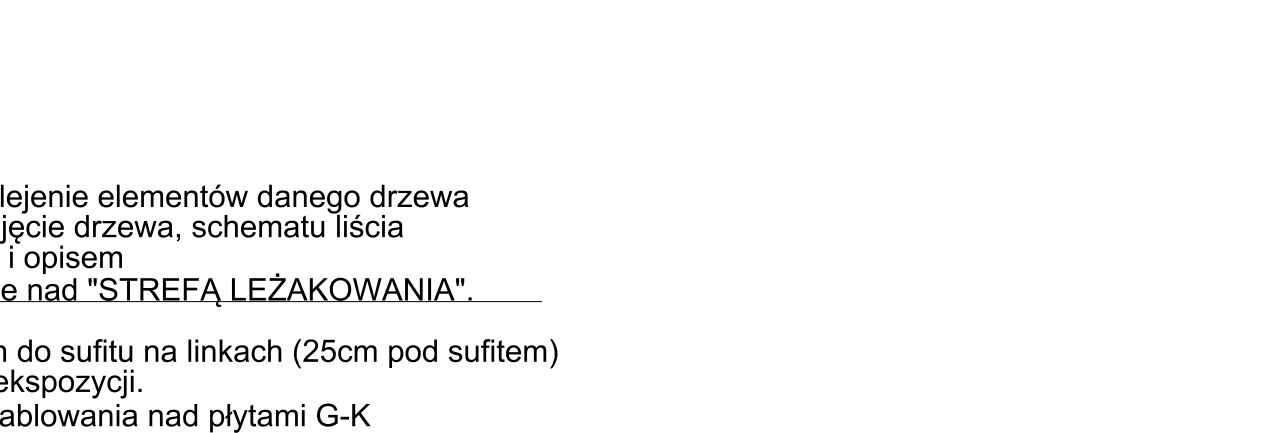 lejenie elementów danego drzewa
jęcie drzewa, schematu liścia
i opisem
e nad "STREFĄ LEŻAKOWANIA".
do sufitu na linkach (25cm pod sufitem)
ekspozycji.
ablowania nad płytami G-K